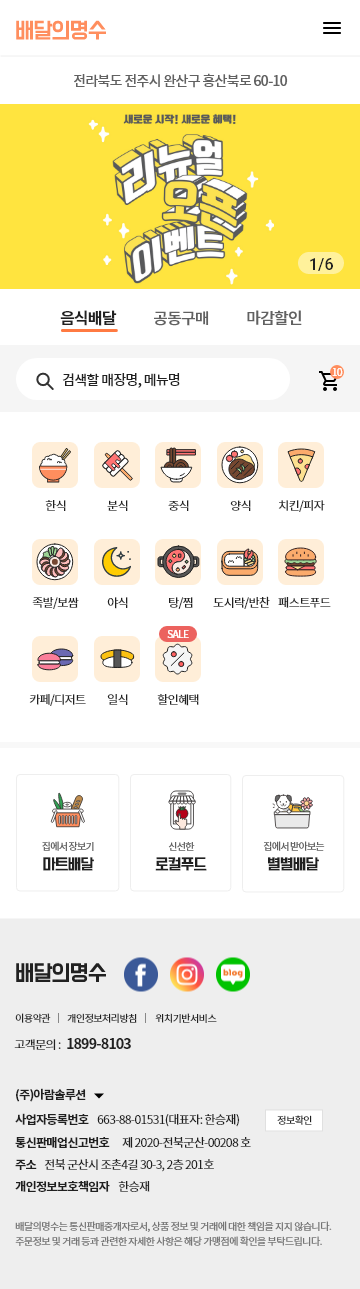 배달의명수
전라북도 전주시 완산구 홍산북로 60-10
새로운 시작! 새로운 혜택!
리뉴얼
오픈
이벤트
1/6
음식배달 공동구매 마감할인
검색할 매장명, 메뉴명
10
한식 분식 중식 양식 치킨/피자
족발/보쌈 야식 탕/찜 도시락/반찬 패스트푸드
SALE
카페/디저트 일식 할인혜택
집에서 장보기 신선한 집에서 받아보는
마트배달 로컬푸드 별별배달
배달의명수 f blog
이용약관 | 개인정보처리방침 | 위치기반서비스
고객문의 : 1899-8103
(주)아람솔루션
사업자등록번호 663-88-01531(대표자: 한승재) 정보확인
통신판매업신고번호 제 2020-전북군산-00208 호
주소 전북 군산시 조촌4길 30-3, 2층 201호
개인정보보호책임자 한승재
배달의명수는 통신판매중개자로서, 상품 정보 및 거래에 대한 책임을 지지 않습니다.
주문정보 및 거래 등과 관련한 자세한 사항은 해당 가맹점에 확인을 부탁드립니다.